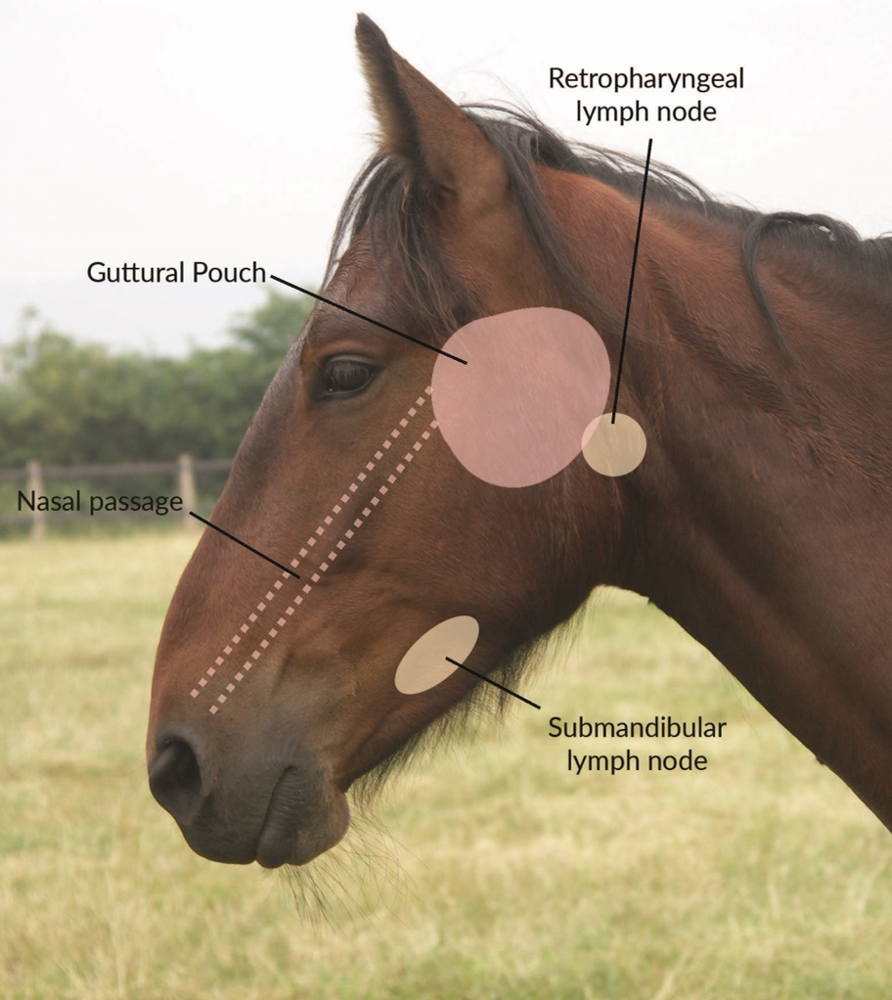 Retropharyngeal
lymph node
Guttural Pouch
Nasal passage
Submandibular
lymph node